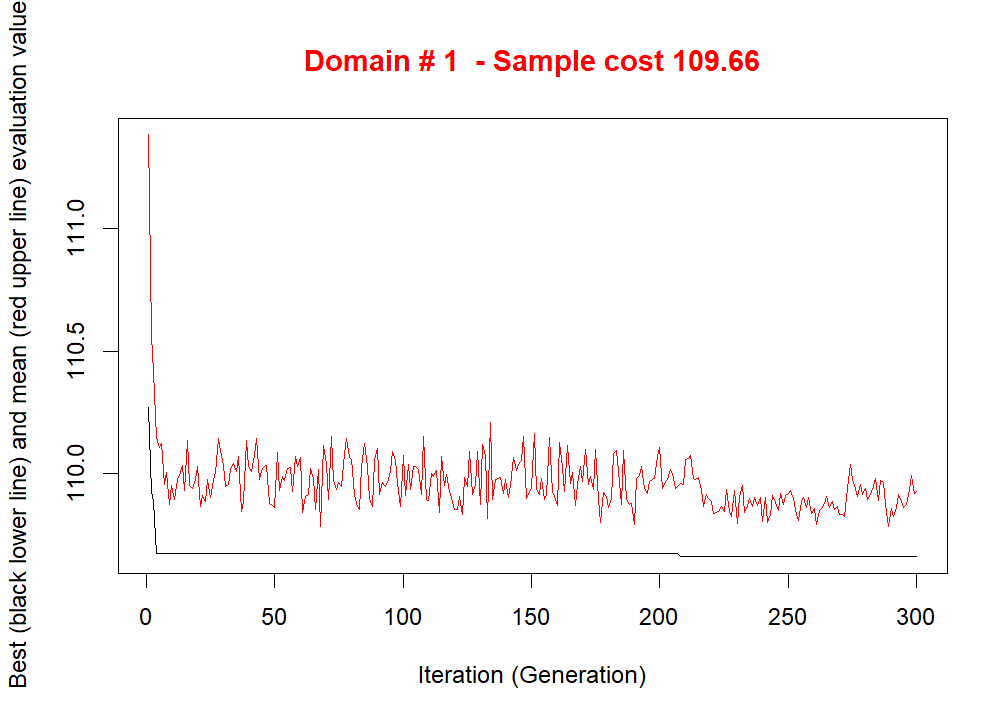 Domain # 1  - Sample cost 109.66
Best (black lower line) and mean (red upper line) evaluation value
111.0
110.5
110.0
0 50 100 150 200 250 300
Iteration (Generation)